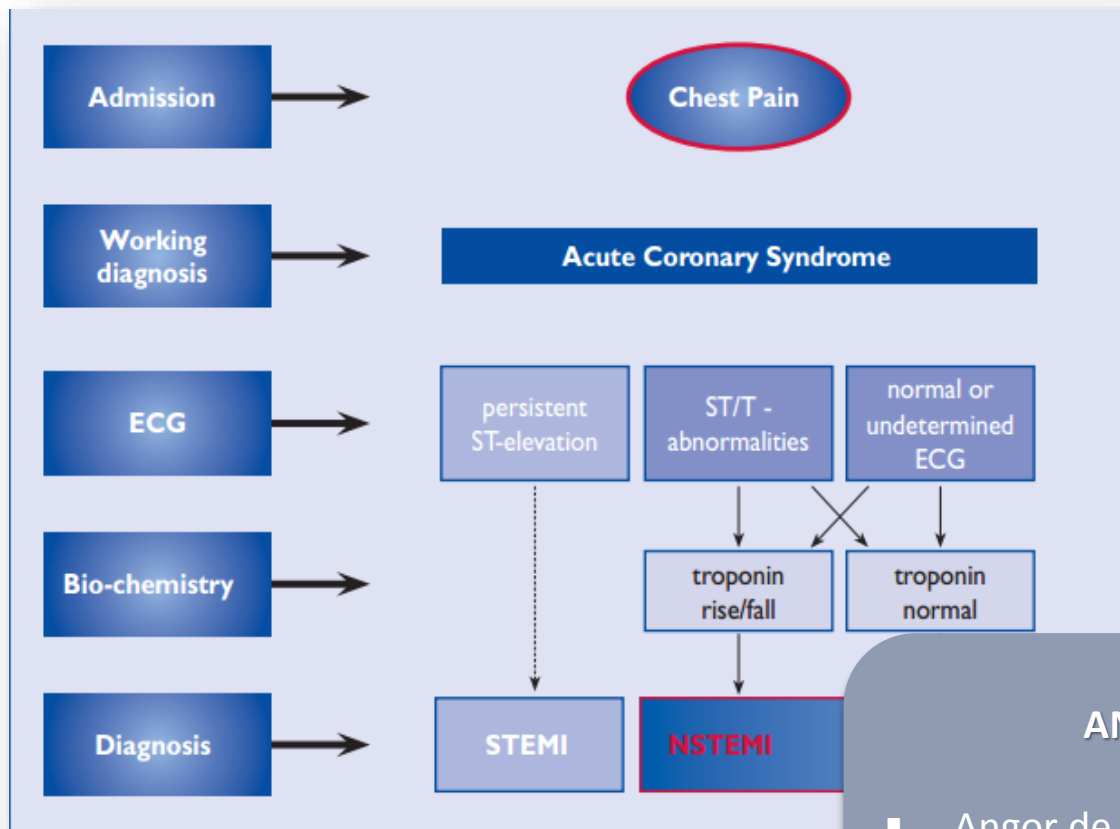 Admission
Chest Pain
Working
diagnosis
Acute Coronary Syndrome
ECG
persistent
ST-elevation
ST/T -
abnormalities
normal or
undetermined
ECG
Bio-chemistry
troponin
rise/fall
troponin
normal
Diagnosis
STEMI
NSTEMI
Angor de